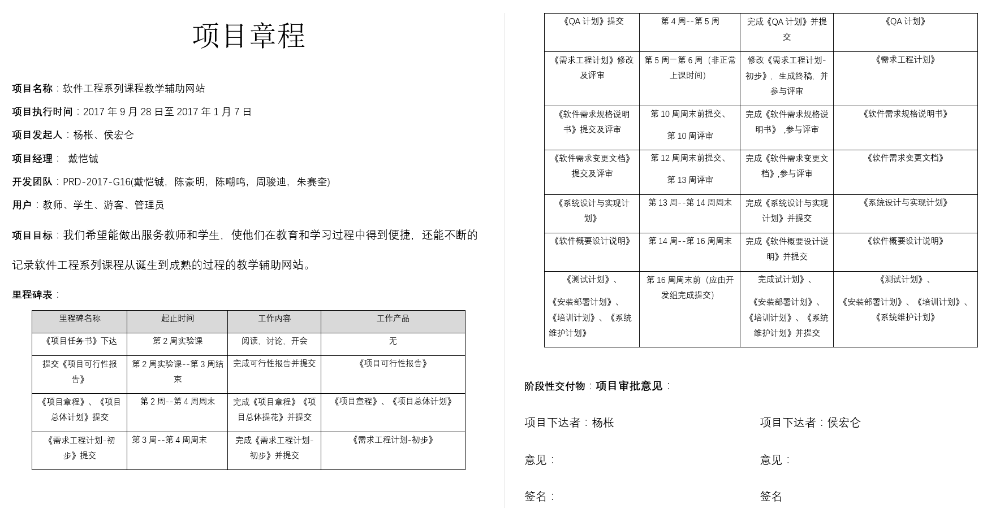 项目章程
项目名称：软件工程系列课程教学辅助网站
项目执行时间：2017 年 9 月 28 日至 2017 年 1 月 7 日
项目发起人：杨枨、侯宏仑
项目经理： 戴恺铖
开发团队：PRD-2017-G16(戴恺铖，陈豪明，陈嘲鸣，周骏迪，朱赛奎)
用户：教师、学生、游客、管理员
项目目标：我们希望能做出服务教师和学生，使他们在教育和学习过程中得到便捷，还能不断的
记录软件工程系列课程从诞生到成熟的过程的教学辅助网站。
里程碑表：
里程碑名称
起止时间
工作内容
工作产品
《项目任务书》下达
第 2 周实验课
阅读，讨论，开会
无
提交《项目可行性报
告》
第 2 周实验课--第 3 周结
束
完成可行性报告并提交
《项目可行性报告》
《项目章程》、《项目
总体计划》提交
第 2 周--第 4 周周末
完成《项目章程》《项
目总体提花》并提交
《项目章程》、《项目总体计划》
《需求工程计划-初
步》提交
第 3 周--第 4 周周末
完成《需求工程计划-
初步》并提交
《需求工程计划-初步》
《QA 计划》提交
第 4 周--第 5 周
完成《QA 计划》并提
交
《QA 计划》
《需求工程计划》修改
及评审
第 5 周—第 6 周（非正常
上课时间）
修改《需求工程计划-
初步》，生成终稿，并
参与评审
《需求工程计划》
《软件需求规格说明
书》提交及评审
第 10 周周末前提交、
第 10 周评审
完成《软件需求规格说
明书》 ,参与评审
《软件需求规格说明书》
《软件需求变更文档》
提交及评审
第 12 周周末前提交、
第 13 周评审
完成《软件需求变更文
档》,参与评审
《软件需求变更文档》
《系统设计与实现计
划》
第 13 周--第 14 周周末
完成《系统设计与实现
计划》并提交
《系统设计与实现计划》
《软件概要设计说明》
第 14 周--第 16 周周末
完成《软件概要设计说
明》并提交
《软件概要设计说明》
《测试计划》、
《安装部署计划》、
《培训计划》、《系统
维护计划》
第 16 周周末前（应由开
发组完成提交）
完成试计划》、
《安装部署计划》、
《培训计划》、《系统
维护计划》并提交
《测试计划》、
《安装部署计划》、《培训计划》、
《系统维护计划》
阶段性交付物：项目审批意见：
项目下达者：杨枨
项目下达者：侯宏仑
意见：
意见：
签名：
签名